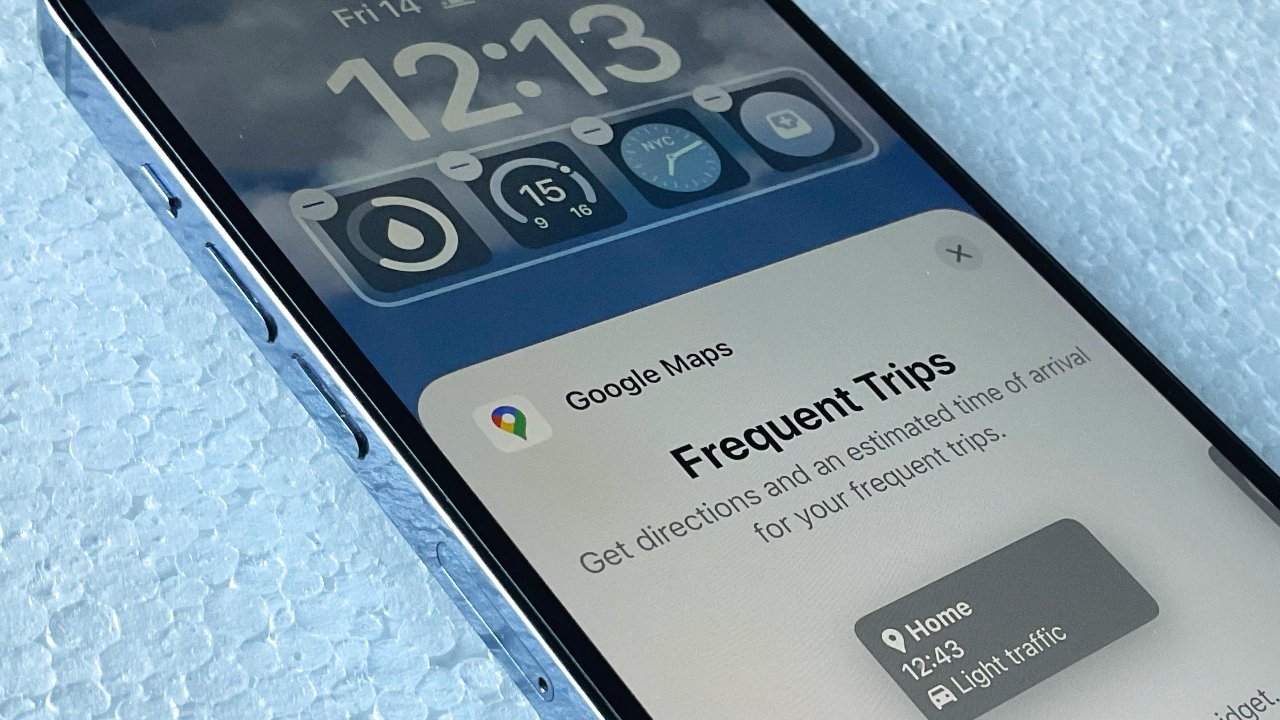 Fri 14
12:13
15
9 16
NYC
Google Maps
Frequent Trips
Get directions and an estimated time of arrival
for your frequent trips.
Home
12:43
Light traffic